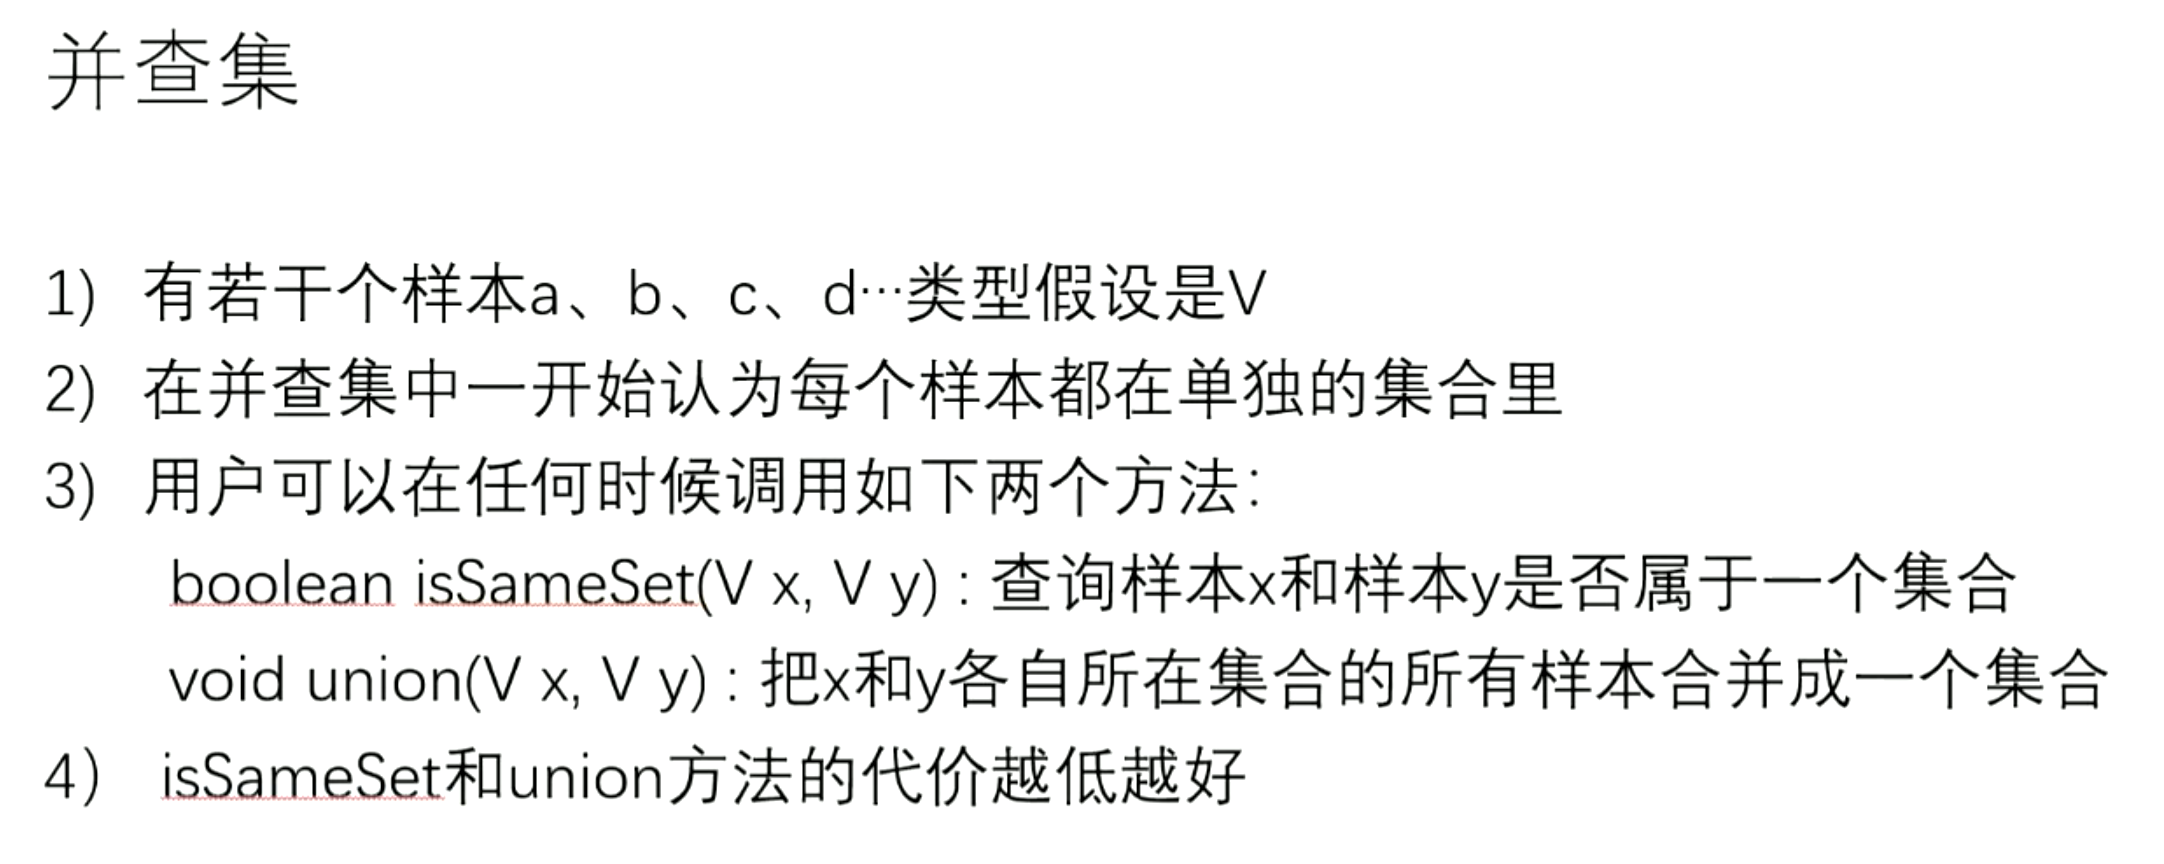 并查集
1) 有若干个样本a、b、c、d…类型假设是V
2) 在并查集中一开始认为每个样本都在单独的集合里
3) 用户可以在任何时候调用如下两个方法：
boolean isSameSet(V x, V y) : 查询样本x和样本y是否属于一个集合
void union(V x, V y) : 把x和y各自所在集合的所有样本合并成一个集合
4） isSameSet和union方法的代价越低越好